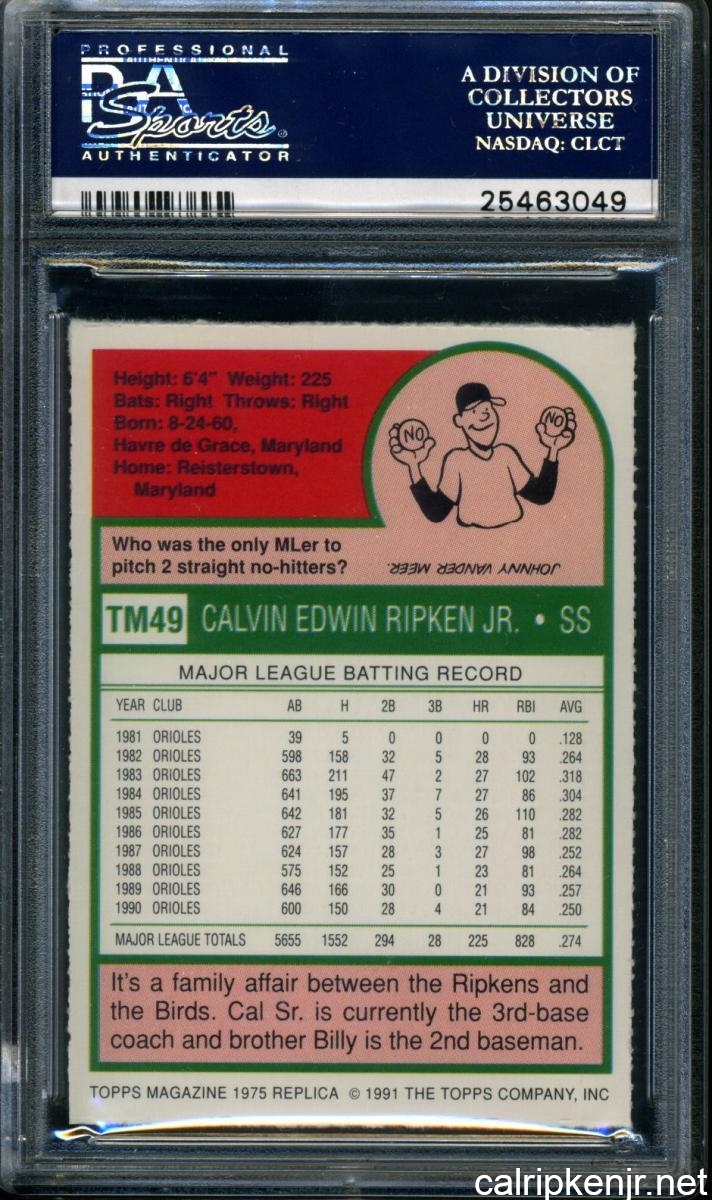 PROFESSIONAL
PSA
Sports
AUTHENTICATOR
A DIVISION OF
COLLECTORS
UNIVERSE
NASDAQ: CLCT
25463049
Height: 6'4" Weight: 225
Bats: Right Throws: Right
Born: 8-24-60,
Havre de Grace, Maryland
Home: Reisterstown,
Maryland
NO
NO
Who was the only MLer to
pitch 2 straight no-hitters?
JOHNNY VANDER MEER.
TM49 CALVIN EDWIN RIPKEN JR. • SS
MAJOR LEAGUE BATTING RECORD
YEAR CLUB AB H 2B 3B HR RBI AVG
1981 ORIOLES 39 5 0 0 0 0 .128
1982 ORIOLES 598 158 32 5 28 93 .264
1983 ORIOLES 663 211 47 2 27 102 .318
1984 ORIOLES 641 195 37 7 27 86 .304
1985 ORIOLES 642 181 32 5 26 110 .282
1986 ORIOLES 627 177 35 1 25 81 .282
1987 ORIOLES 624 157 28 3 27 98 .252
1988 ORIOLES 575 152 25 1 23 81 .264
1989 ORIOLES 646 166 30 0 21 93 .257
1990 ORIOLES 600 150 28 4 21 84 .250
MAJOR LEAGUE TOTALS 5655 1552 294 28 225 828 .274
It's a family affair between the Ripkens and
the Birds. Cal Sr. is currently the 3rd-base
coach and brother Billy is the 2nd baseman.
TOPPS MAGAZINE 1975 REPLICA © 1991 THE TOPPS COMPANY, INC
calripkenjr.net